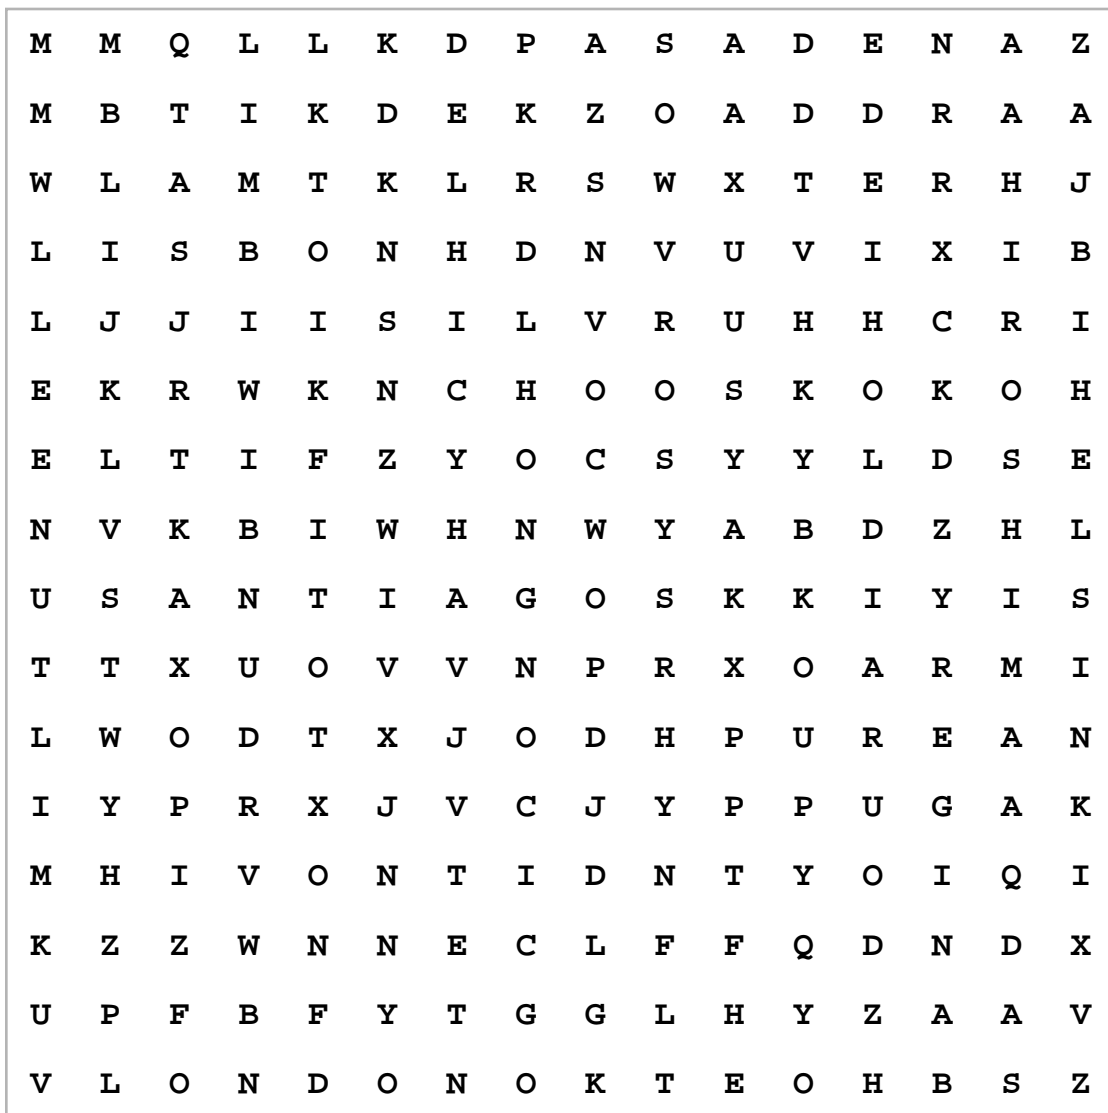 M M Q L L K D P A S A D E N A Z
M B T I K D E K Z O A D D R A A
W L A M T K L R S W X T E R H J
L I S B O N H D N V U V I X I B
L J J I I S I L V R U H H C R I
E K R W K N C H O O S K O K O H
E L T I F Z Y O C S Y Y L D S E
N V K B I W H N W Y A B D Z H L
U S A N T I A G O S K K I Y I S
T T X U O V V N P R X O A R M I
L W O D T X J O D H P U R E A N
I Y P R X J V C J Y P P U G A K
M H I V O N T I D N T Y O I Q I
K Z Z W N N E C L F F Q D N D X
U P F B F Y T G G L H Y Z A A V
V L O N D O N O K T E O H B S Z